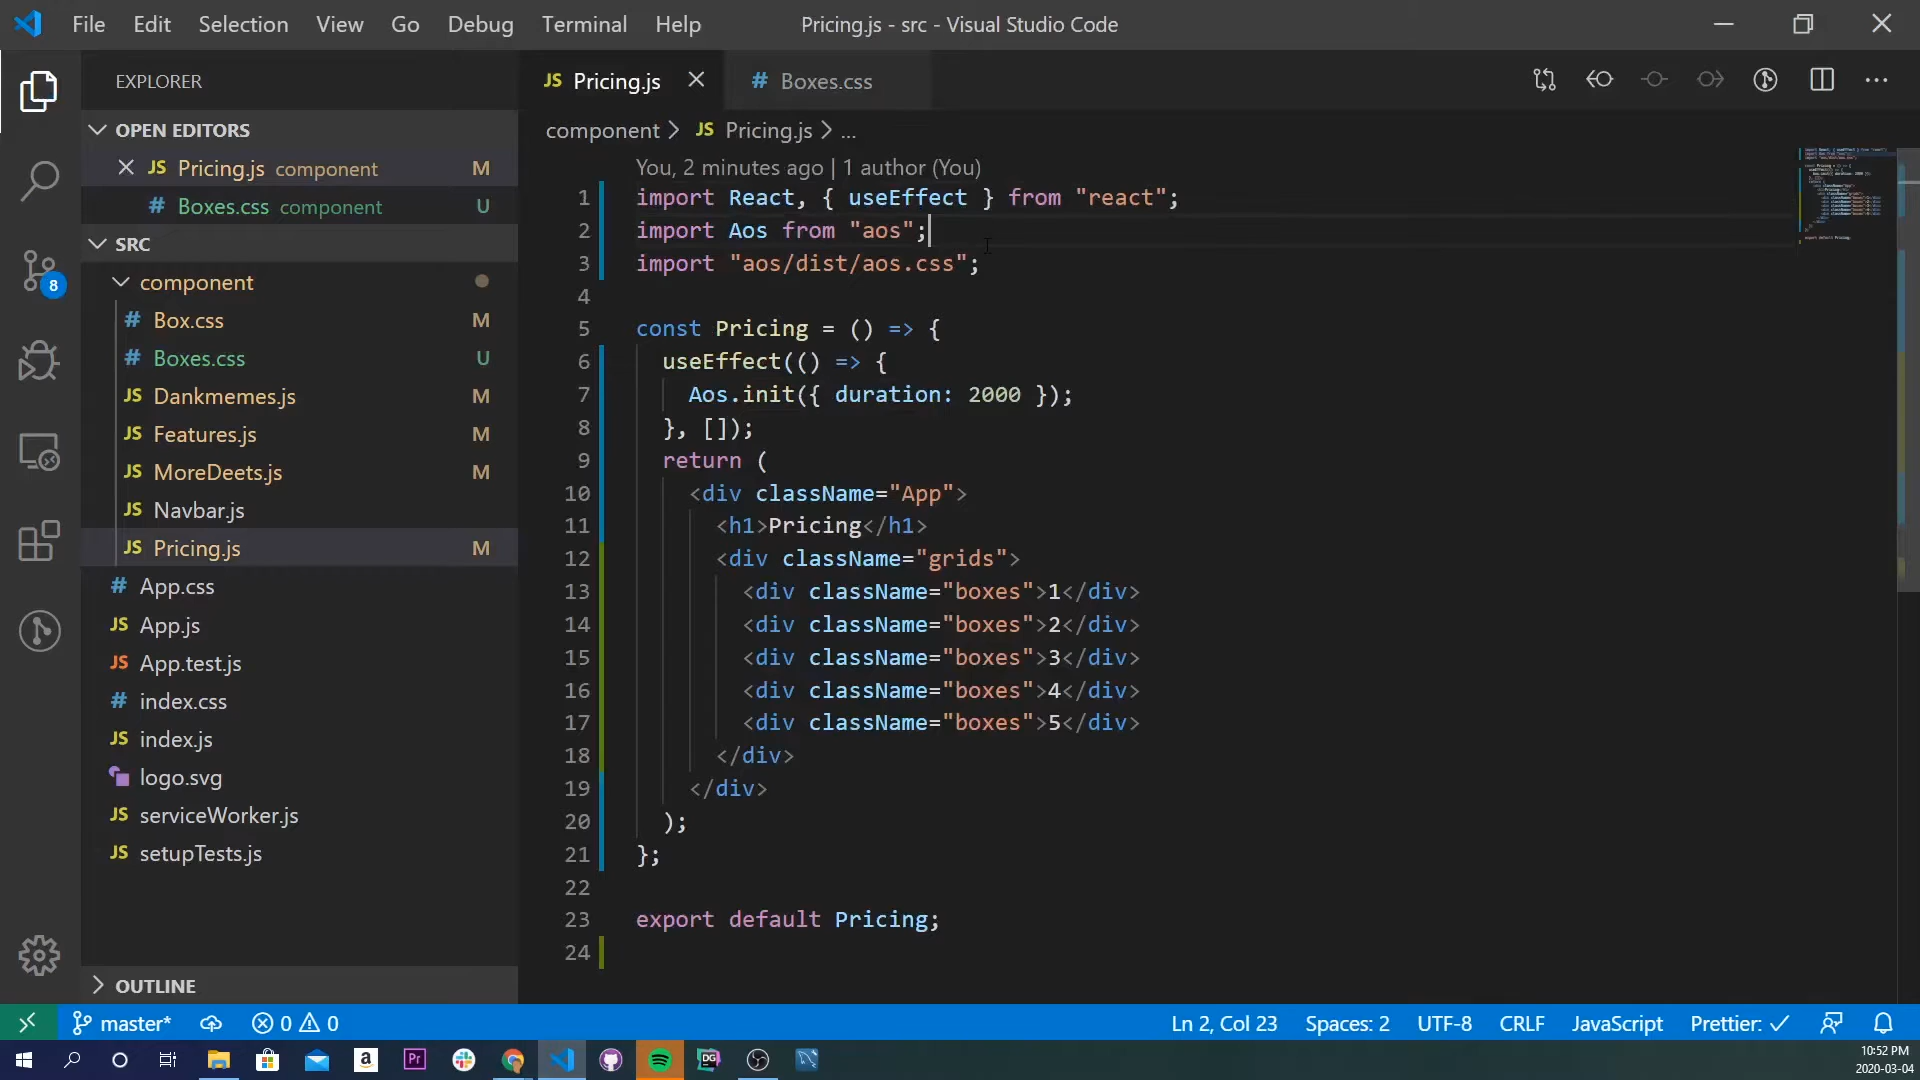 File Edit Selection View Go Debug Terminal Help Pricing.js - src - Visual Studio Code
EXPLORER
OPEN EDITORS
Pricing.js component M
Boxes.css component U
SRC
component
Box.css M
Boxes.css U
Dankmemes.js M
Features.js M
MoreDeets.js M
Navbar.js
Pricing.js M
App.css
App.js
App.test.js
index.css
index.js
logo.svg
serviceWorker.js
setupTests.js
OUTLINE
8
Pricing.js Boxes.css
component > Pricing.js > ...
You, 2 minutes ago | 1 author (You)
1 import React, { useEffect } from "react";
2 import Aos from "aos";
3 import "aos/dist/aos.css";
4
5 const Pricing = () => {
6 useEffect(() => {
7 Aos.init({ duration: 2000 });
8 }, []);
9 return (
10 <div className="App">
11 <h1>Pricing</h1>
12 <div className="grids">
13 <div className="boxes">1</div>
14 <div className="boxes">2</div>
15 <div className="boxes">3</div>
16 <div className="boxes">4</div>
17 <div className="boxes">5</div>
18 </div>
19 </div>
20 );
21 };
22
23 export default Pricing;
24
master* 0 0 Ln 2, Col 23 Spaces: 2 UTF-8 CRLF JavaScript Prettier: ✓
10:52 PM
2020-03-04